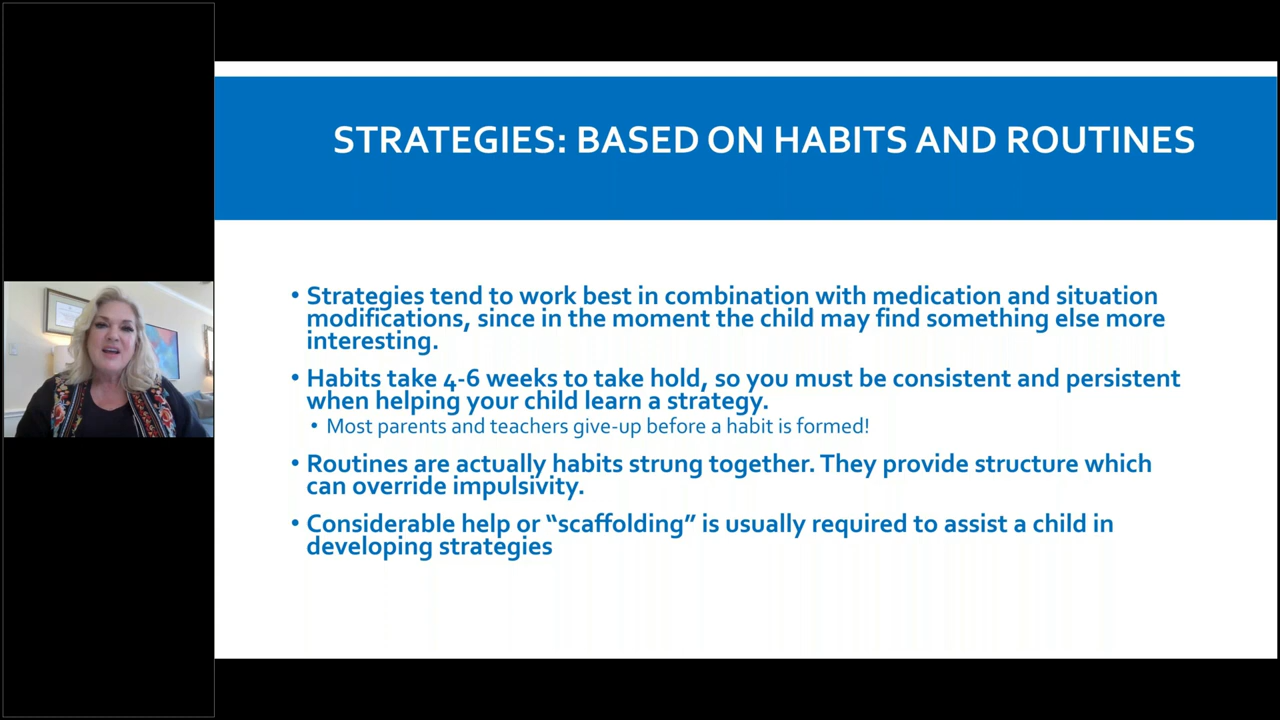 STRATEGIES: BASED ON HABITS AND ROUTINES
• Strategies tend to work best in combination with medication and situation
modifications, since in the moment the child may find something else more
interesting.
• Habits take 4-6 weeks to take hold, so you must be consistent and persistent
when helping your child learn a strategy.
• Most parents and teachers give-up before a habit is formed!
• Routines are actually habits strung together. They provide structure which
can override impulsivity.
• Considerable help or “scaffolding” is usually required to assist a child in
developing strategies